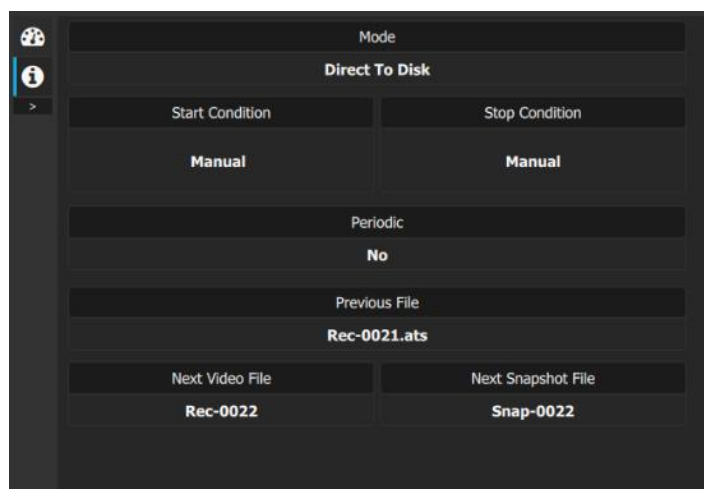 Mode
Direct To Disk
Start Condition Stop Condition
Manual Manual
Periodic
No
Previous File
Rec-0021.ats
Next Video File Next Snapshot File
Rec-0022 Snap-0022
>